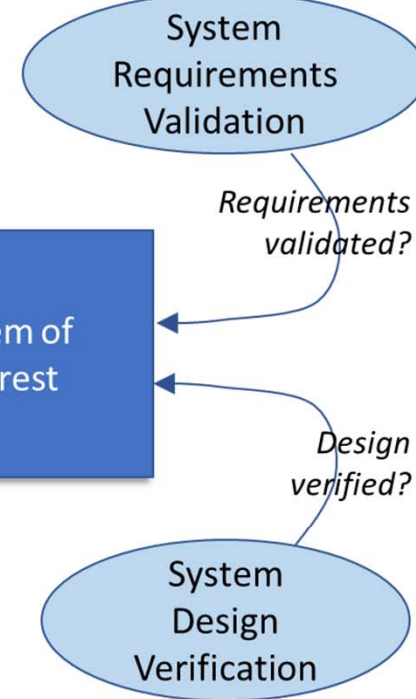 System
Requirements
Validation
Requirements
validated?
em of
rest
Design
verified?
System
Design
Verification